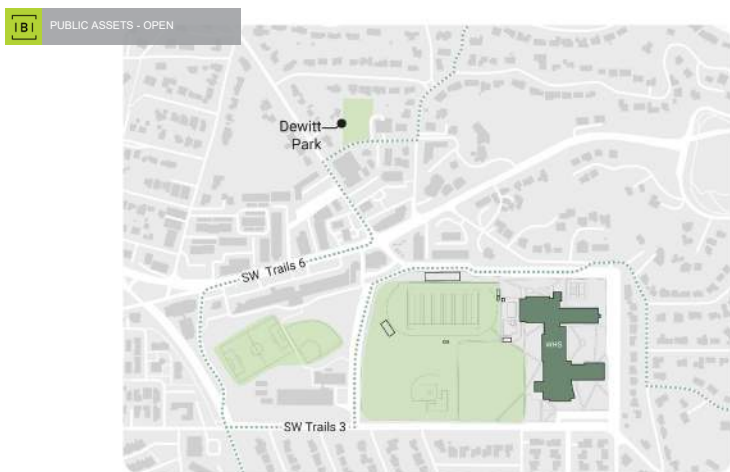 IBI
PUBLIC ASSETS - OPEN
Dewitt
Park
SW Trails 6
WHS
SW Trails 3